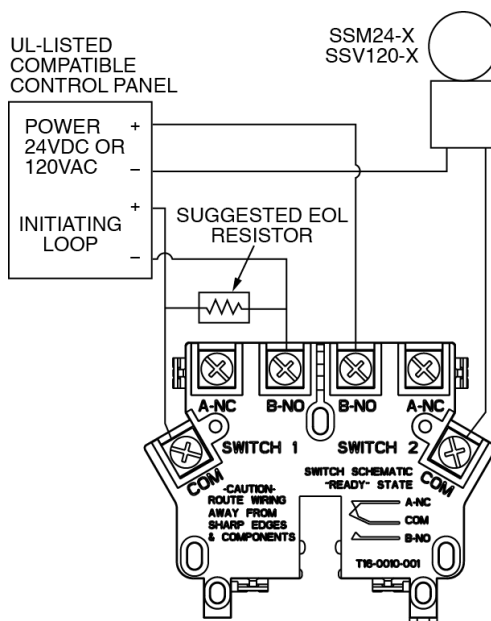 SSM24-X
SSV120-X
UL-LISTED
COMPATIBLE
CONTROL PANEL
POWER
24VDC OR
120VAC
+
–
INITIATING
LOOP
+
–
SUGGESTED EOL
RESISTOR
A-NC B-NO B-NO A-NC
SWITCH 1 SWITCH 2
COM COM
-CAUTION-
ROUTE WIRING
AWAY FROM
SHARP EDGES
& COMPONENTS
SWITCH SCHEMATIC
"READY" STATE
A-NC
COM
B-NO
T16-0010-001